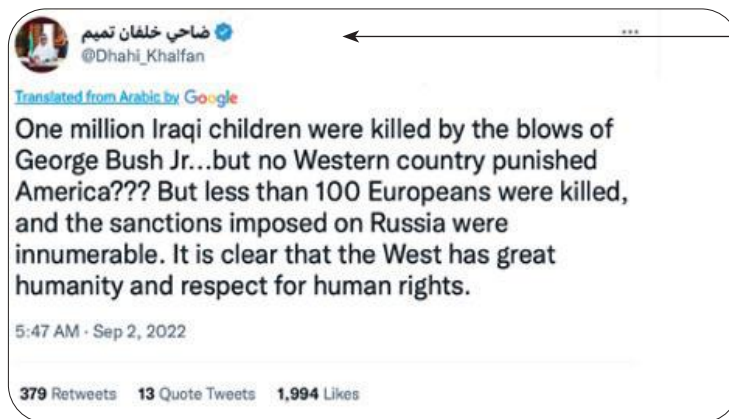 ضاحي خلفان تميم
@Dhahi_Khalfan
Translated from Arabic by Google
One million Iraqi children were killed by the blows of
George Bush Jr...but no Western country punished
America??? But less than 100 Europeans were killed,
and the sanctions imposed on Russia were
innumerable. It is clear that the West has great
humanity and respect for human rights.
5:47 AM · Sep 2, 2022
379 Retweets 13 Quote Tweets 1,994 Likes